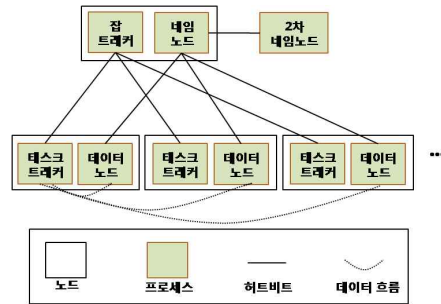 잡
트래커
네임
노드
2차
네임노드
태스크
트래커
데이터
노드
태스크
트래커
데이터
노드
태스크
트래커
데이터
노드
...
노드
프로세스
허트비트
데이터 흐름